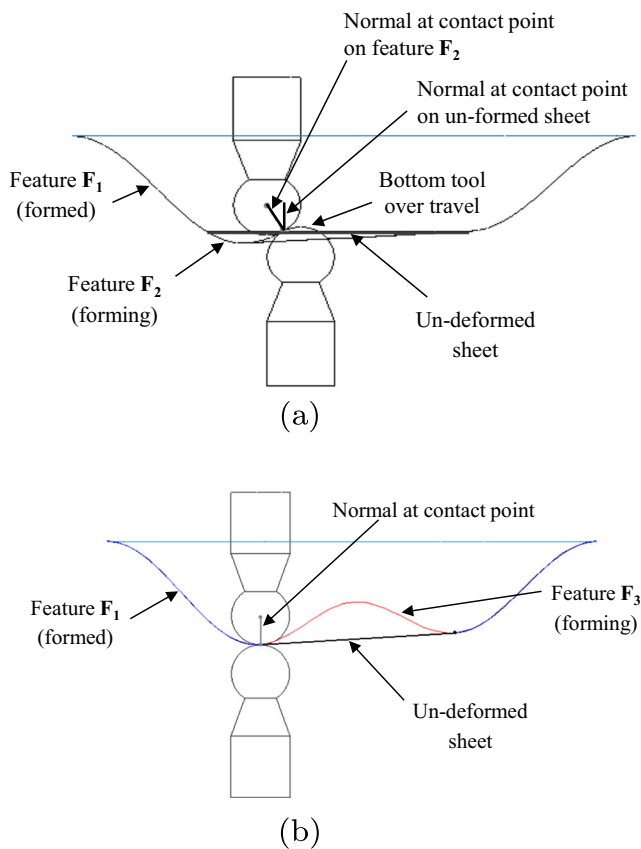 Normal at contact point
on feature F₂
Normal at contact point
on un-formed sheet
Feature F₁
(formed)
Bottom tool
over travel
Feature F₂
(forming)
Un-deformed
sheet
(a)
Normal at contact point
Feature F₁
(formed)
Feature F₃
(forming)
Un-deformed
sheet
(b)